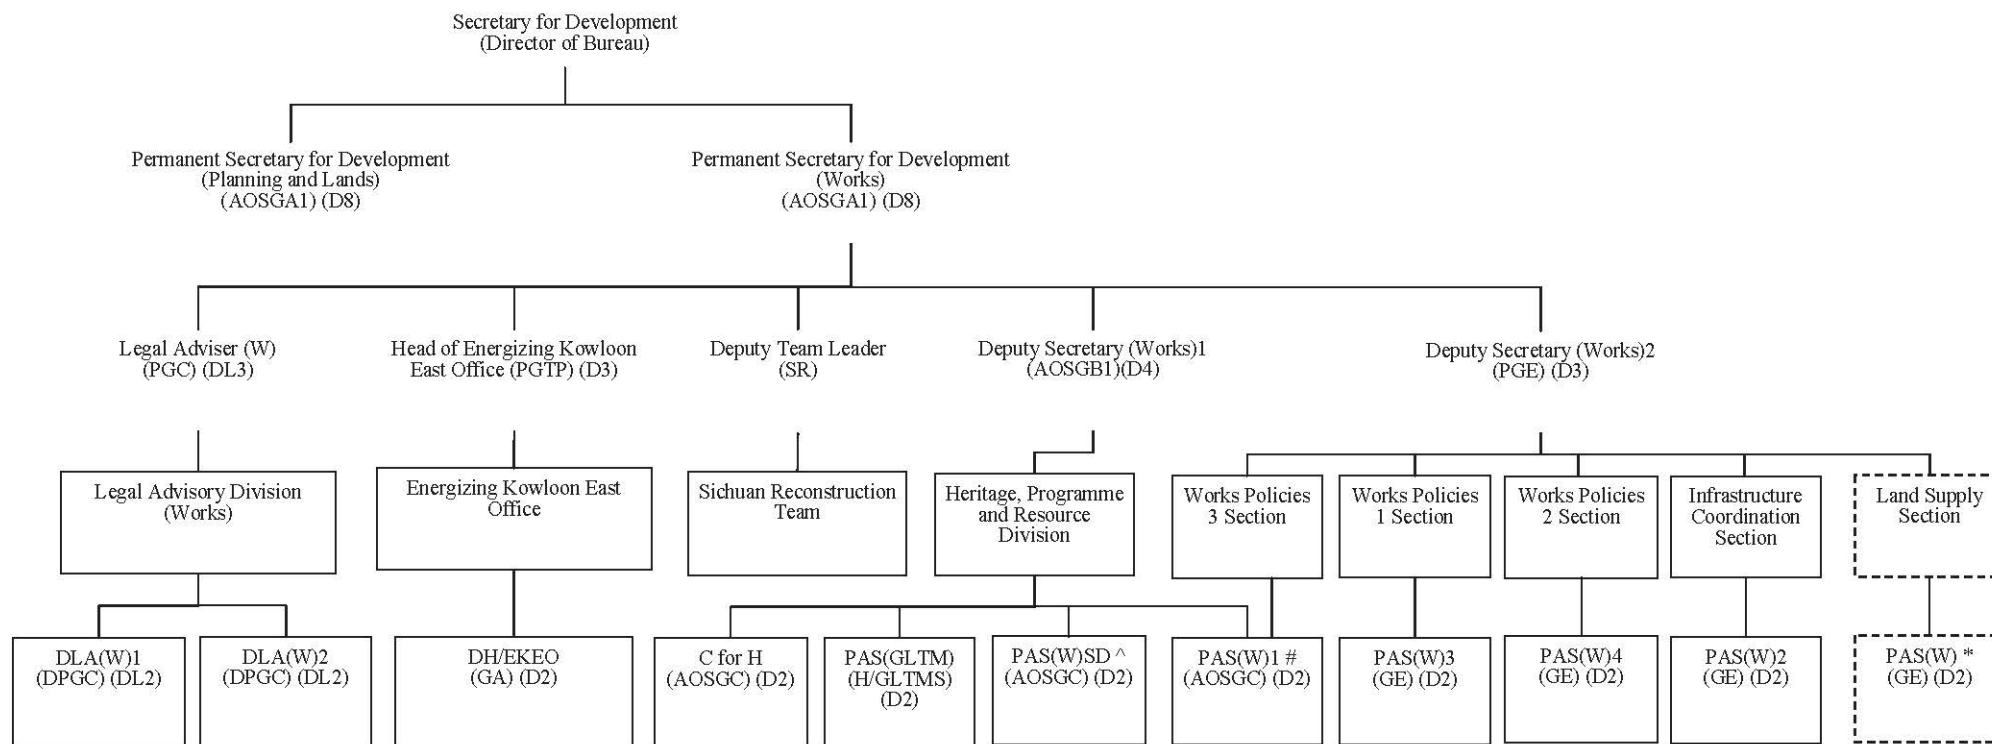 Secretary for Development
(Director of Bureau)
Permanent Secretary for Development
(Planning and Lands)
(AOSGA1) (D8)
Permanent Secretary for Development
(Works)
(AOSGA1) (D8)
Legal Adviser (W)
(PGC) (DL3)
Head of Energizing Kowloon
East Office (PGTP) (D3)
Deputy Team Leader
(SR)
Deputy Secretary (Works)1
(AOSGB1)(D4)
Deputy Secretary (Works)2
(PGE) (D3)
Legal Advisory Division
(Works)
Energizing Kowloon East
Office
Sichuan Reconstruction
Team
Heritage, Programme
and Resource
Division
Works Policies
3 Section
Works Policies
1 Section
Works Policies
2 Section
Infrastructure
Coordination
Section
Land Supply
Section
DLA(W)1
(DPGC) (DL2)
DLA(W)2
(DPGC) (DL2)
DH/EKEO
(GA) (D2)
C for H
(AOSGC) (D2)
PAS(GLTM)
(H/GLTMS)
(D2)
PAS(W)SD ^
(AOSGC) (D2)
PAS(W)1 #
(AOSGC) (D2)
PAS(W)3
(GE) (D2)
PAS(W)4
(GE) (D2)
PAS(W)2
(GE) (D2)
PAS(W) *
(GE) (D2)